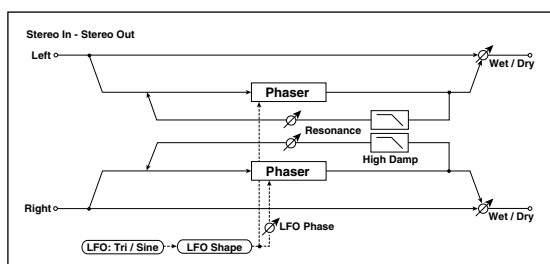 Stereo In - Stereo Out
Left
Wet / Dry
Phaser
Resonance
High Damp
Phaser
Right
Wet / Dry
LFO Phase
LFO: Tri / Sine
LFO Shape